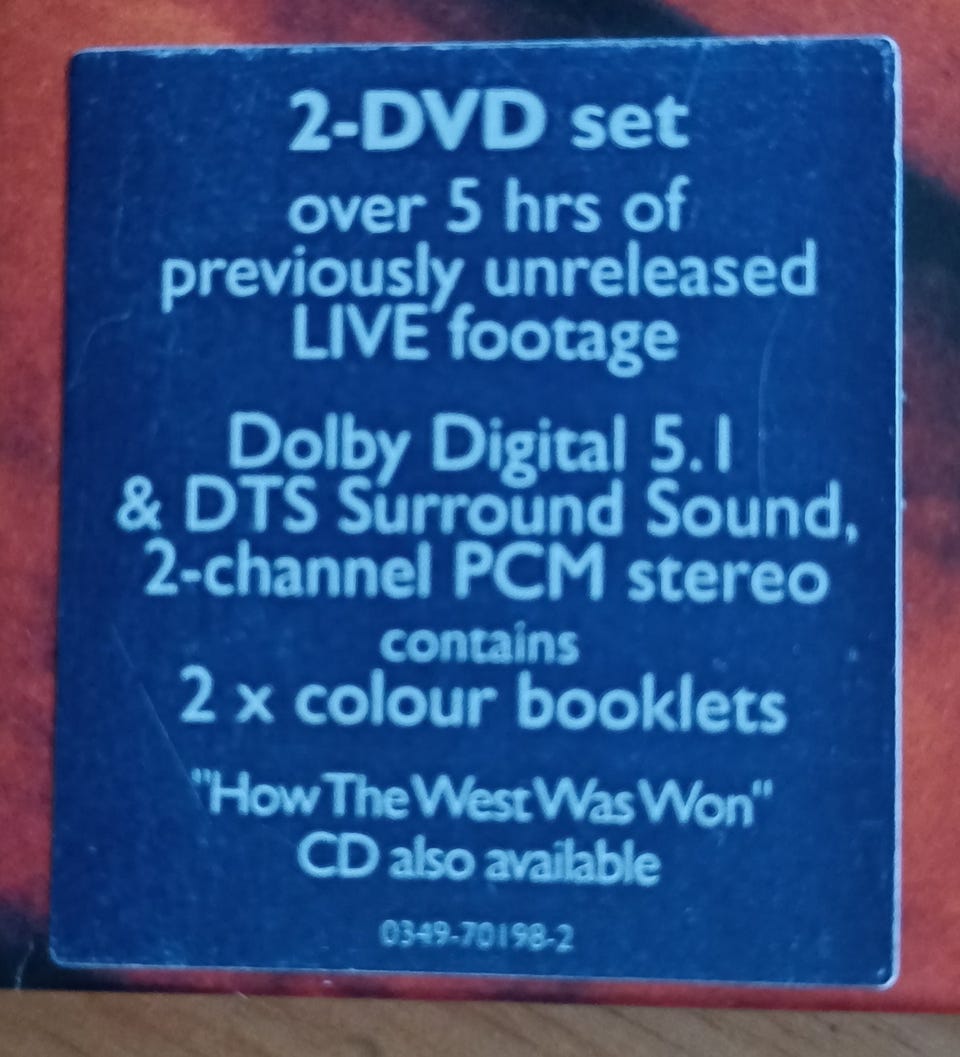 2-DVD set
over 5 hrs of
previously unreleased
LIVE footage
Dolby Digital 5.1
& DTS Surround Sound,
2-channel PCM stereo
contains
2 x colour booklets
"How The West Was Won"
CD also available
0349-70198-2